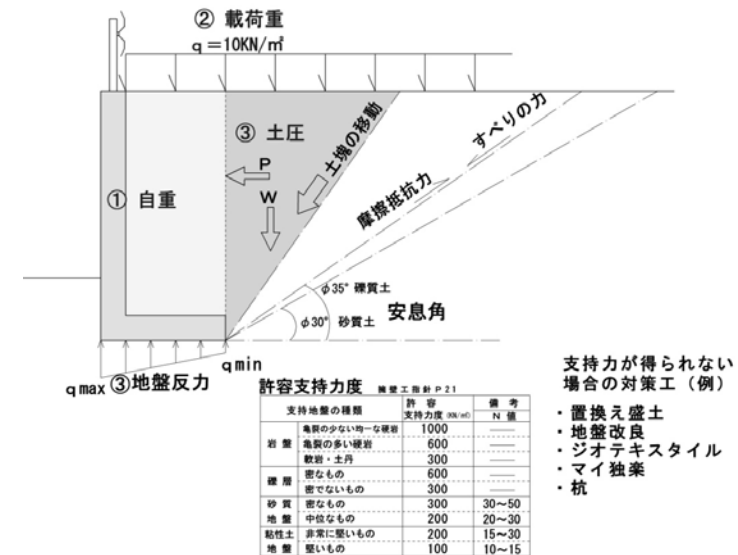 ② 載荷重
q＝10KN/㎡
③ 土圧
P
W
① 自重
土塊の移動
すべりの力
摩擦抵抗力
φ35° 礫質土
φ30° 砂質土
安息角
qmin
qmax ③地盤反力
許容支持力度 擁壁工指針P21
支持地盤の種類 許容支持力度(KN/㎡) 備考 N値
岩盤 亀裂の少ない均一な硬岩 1000 ――
亀裂の多い硬岩 600 ――
軟岩・土丹 300 ――
礫層 密なもの 600 ――
密でないもの 300 ――
砂質地盤 密なもの 300 30～50
中位なもの 200 20～30
粘性土地盤 非常に堅いもの 200 15～30
堅いもの 100 10～15
支持力が得られない
場合の対策工（例）
・置換え盛土
・地盤改良
・ジオテキスタイル
・マイ独楽
・杭